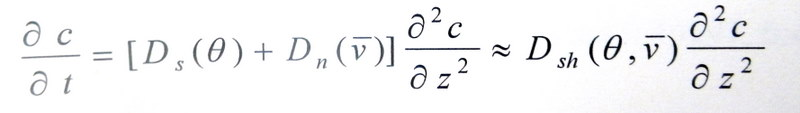 ∂c/∂t = [D_s(θ) + D_n(v̅)] ∂²c/∂z² ≈ D_sh(θ,v̅) ∂²c/∂z²